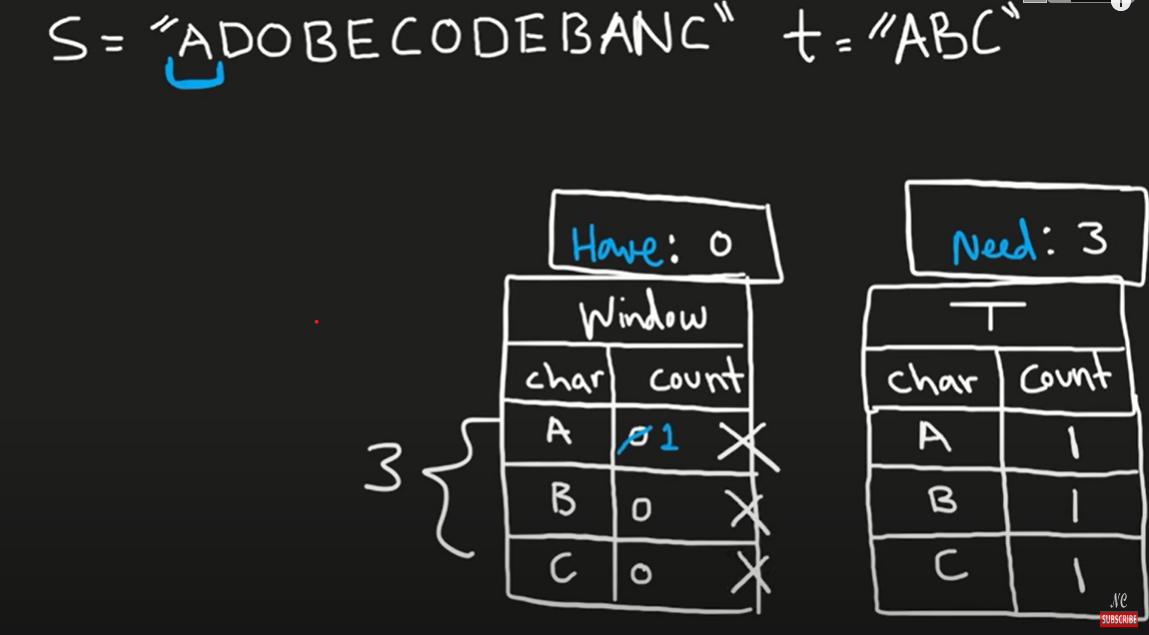 S = "ADOBECODEBANC" t = "ABC"
Have: 0 Need: 3
Window T
char count char count
A 0 1 A 1
3
B 0 B 1
C 0 C 1
NC
SUBSCRIBE